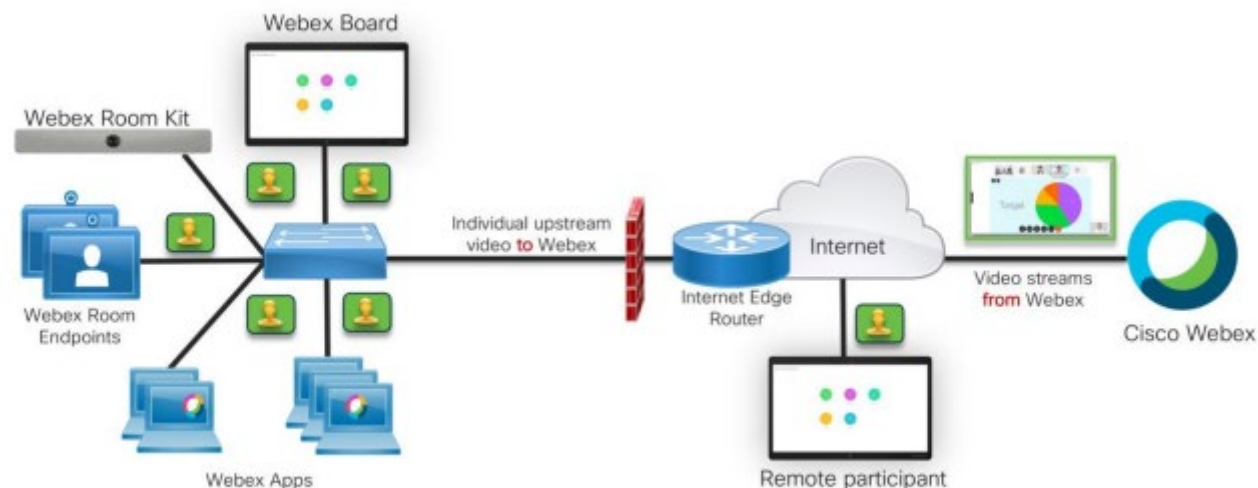 Webex Board
Webex Room Kit
Individual upstream
video to Webex
Webex Room
Endpoints
Webex Apps
Internet Edge
Router
Internet
Target
Video streams
from Webex
Cisco Webex
Remote participant